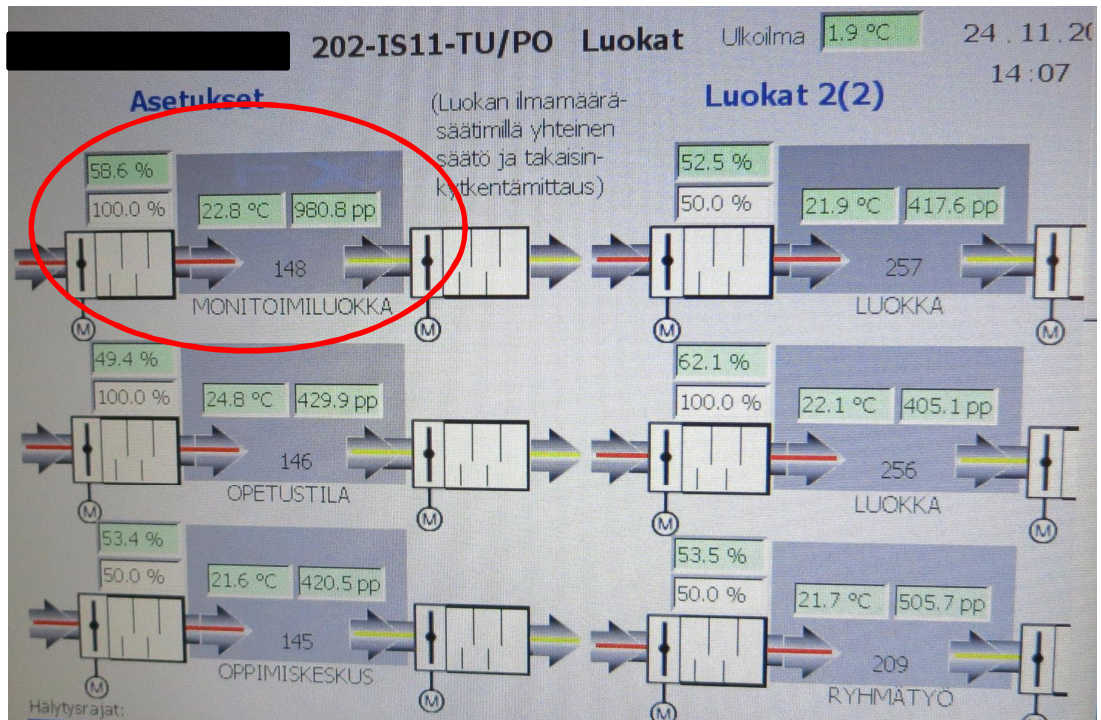 202-IS11-TU/PO Luokat Ulkoilma 1.9 °C 24.11.20
14:07
Asetukset
(Luokan ilmamäärä-
säätimillä yhteinen
säätö ja takaisin-
kytkentämittaus)
Luokat 2(2)
58.6 %
100.0 %
22.8 °C 980.8 pp
148
MONITOIMILUOKKA
M M
52.5 %
50.0 %
21.9 °C 417.6 pp
257
LUOKKA
M M
49.4 %
100.0 %
24.8 °C 429.9 pp
146
OPETUSTILA
M M
62.1 %
100.0 %
22.1 °C 405.1 pp
256
LUOKKA
M M
53.4 %
50.0 %
21.6 °C 420.5 pp
145
OPPIMISKESKUS
M M
53.5 %
50.0 %
21.7 °C 505.7 pp
209
RYHMÄTYÖ
M
Hälytysrajat: